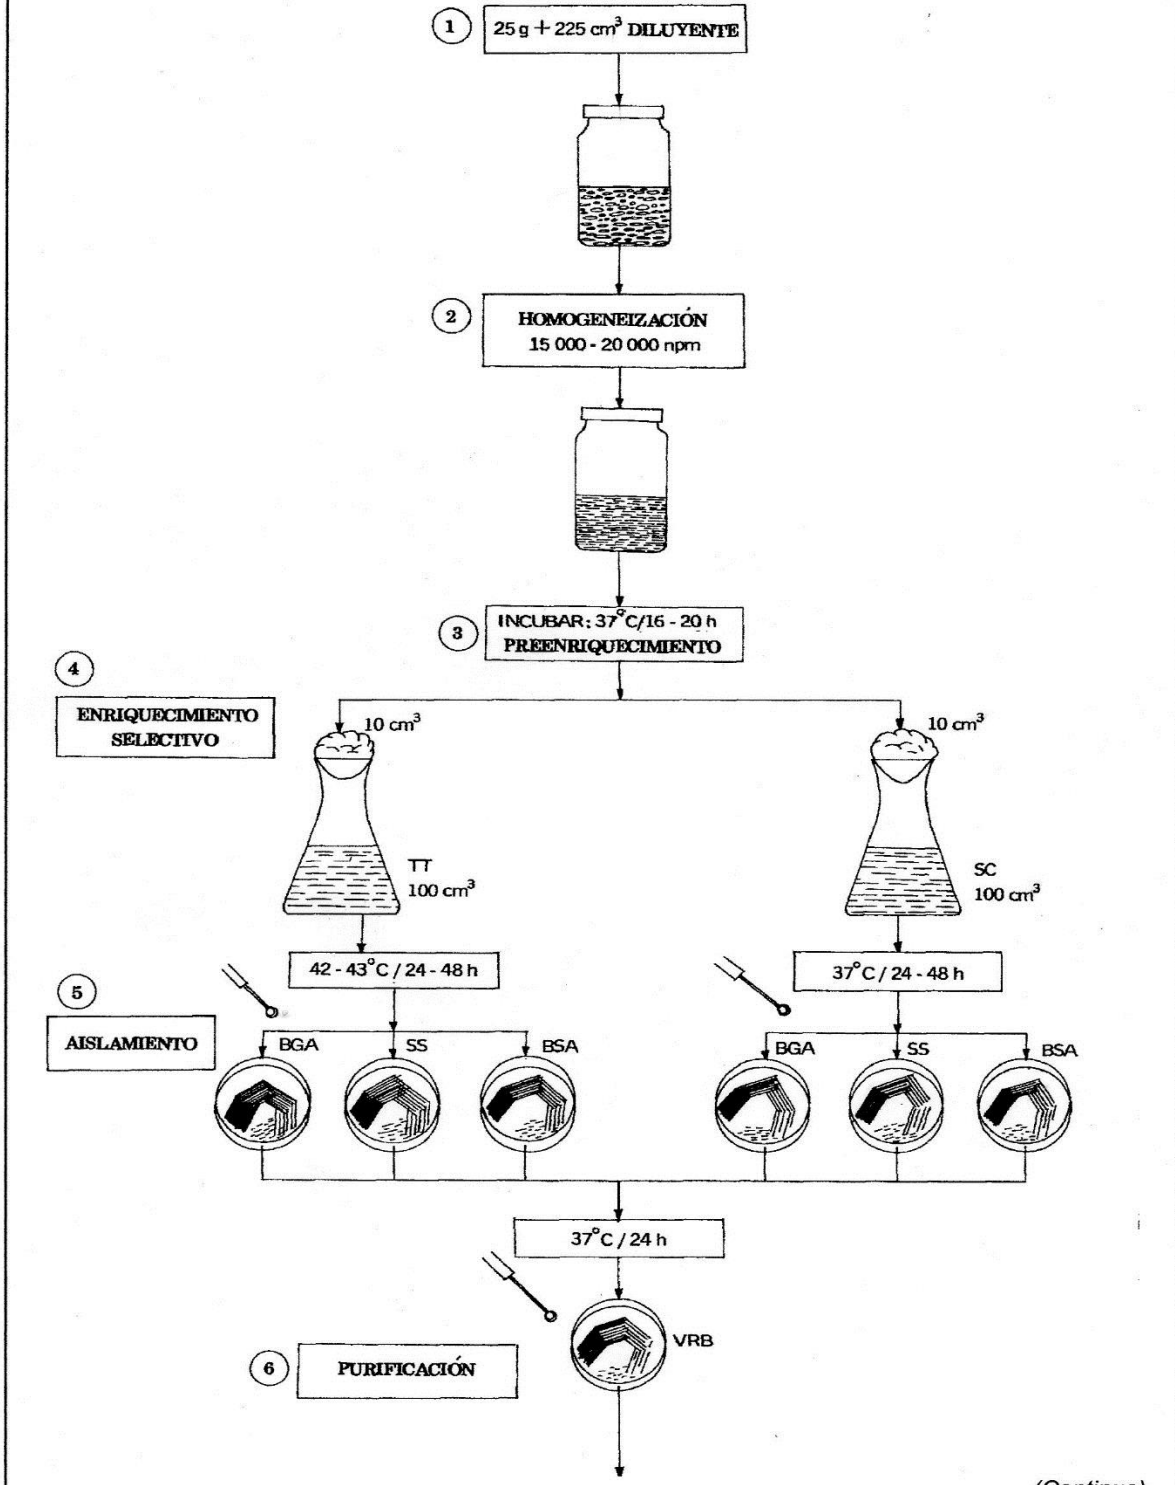 1
25 g + 225 cm³ DILUYENTE
2
HOMOGENEIZACIÓN
15 000 - 20 000 npm
3
INCUBAR: 37°C/16 - 20 h
PREENRIQUECIMIENTO
4
ENRIQUECIMIENTO
SELECTIVO
10 cm³
10 cm³
TT
100 cm³
SC
100 cm³
42 - 43°C / 24 - 48 h
37°C / 24 - 48 h
5
AISLAMIENTO
BGA
SS
BSA
BGA
SS
BSA
37°C / 24 h
VRB
6
PURIFICACIÓN